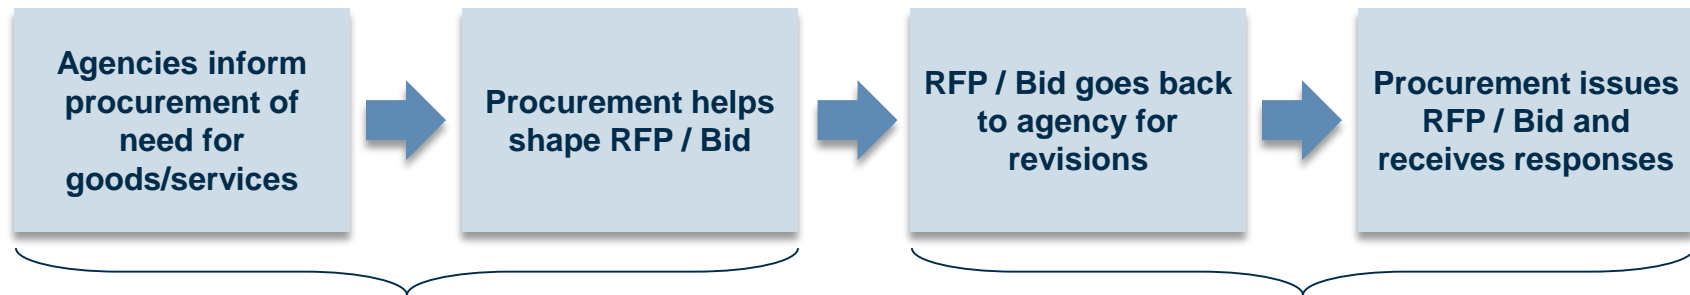 Agencies inform
procurement of
need for
goods/services
Procurement helps
shape RFP / Bid
RFP / Bid goes back
to agency for
revisions
Procurement issues
RFP / Bid and
receives responses